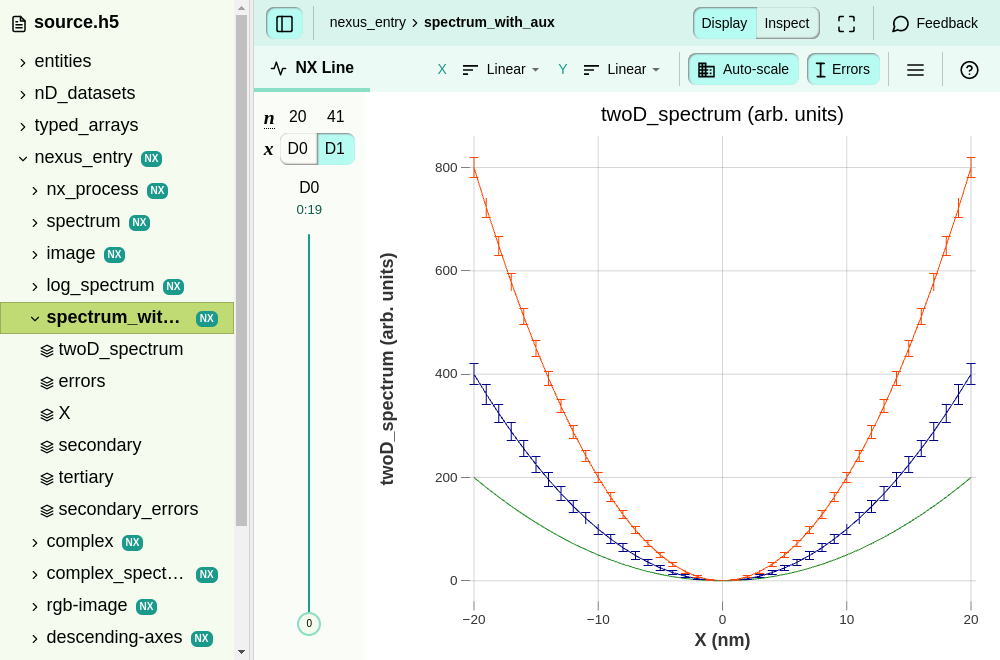 source.h5
entities
nD_datasets
typed_arrays
nexus_entry NX
nx_process NX
spectrum NX
image NX
log_spectrum NX
spectrum_wit… NX
twoD_spectrum
errors
X
secondary
tertiary
secondary_errors
complex NX
complex_spect… NX
rgb-image NX
descending-axes NX
nexus_entry › spectrum_with_aux
Display Inspect
Feedback
NX Line
X Linear
Y Linear
Auto-scale
Errors
n 20 41
x D0 D1
D0
0:19
0
twoD_spectrum (arb. units)
twoD_spectrum (arb. units)
800
600
400
200
0
−20 −10 0 10 20
X (nm)